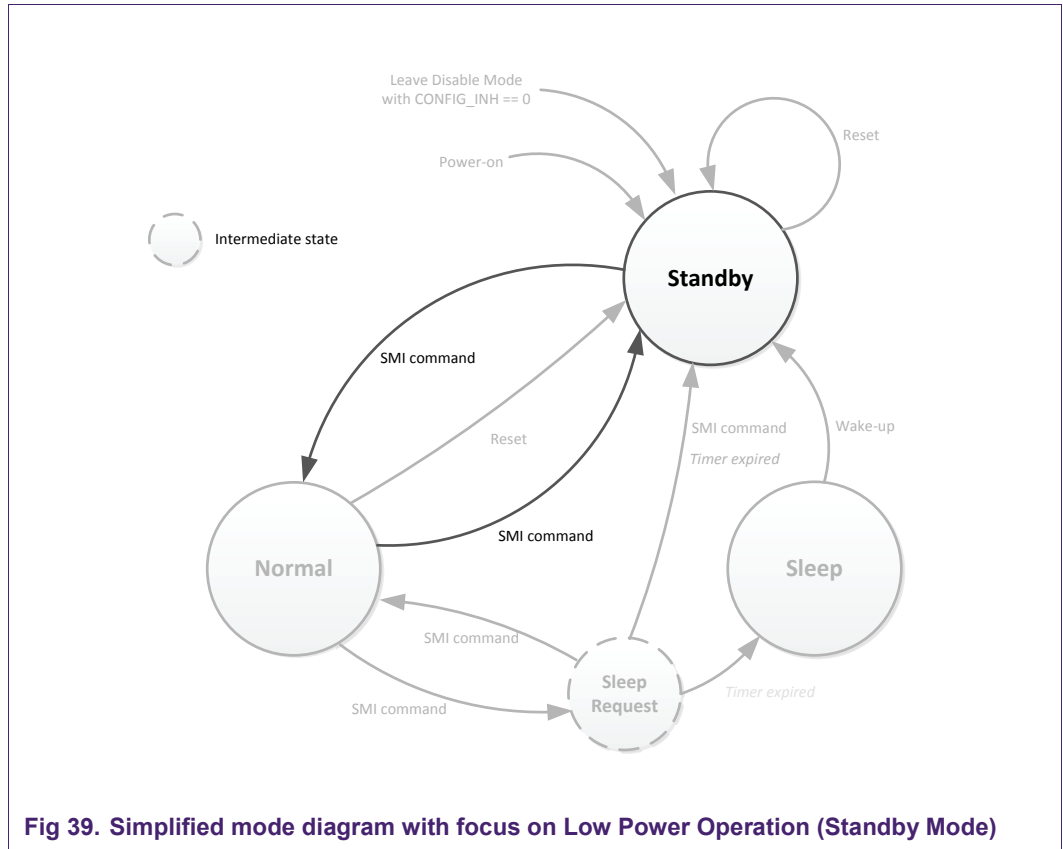 Leave Disable Mode
with CONFIG_INH == 0
Reset
Power-on
Intermediate state
Standby
SMI command
SMI command
Wake-up
Reset
Timer expired
SMI command
Normal
Sleep
SMI command
Sleep
Request
Timer expired
SMI command
Fig 39. Simplified mode diagram with focus on Low Power Operation (Standby Mode)